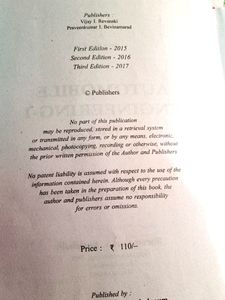 Publishers
Vijay I. Revanki
Praveenkumar I. Beviramarad
First Edition - 2015
Second Edition - 2016
Third Edition - 2017
© Publishers
No part of this publication
may be reproduced, stored in a retrieval system
or transmitted in any form, or by any means, electronic,
mechanical, photocopying, recording or otherwise, without
the prior written permission of the Author and Publishers
No patent liability is assumed with respect to the use of the
information contained herein. Although every precaution
has been taken in the preparation of this book, the
author and publishers assume no responsibility
for errors or omissions.
Price : ₹ 110/–
Published by :